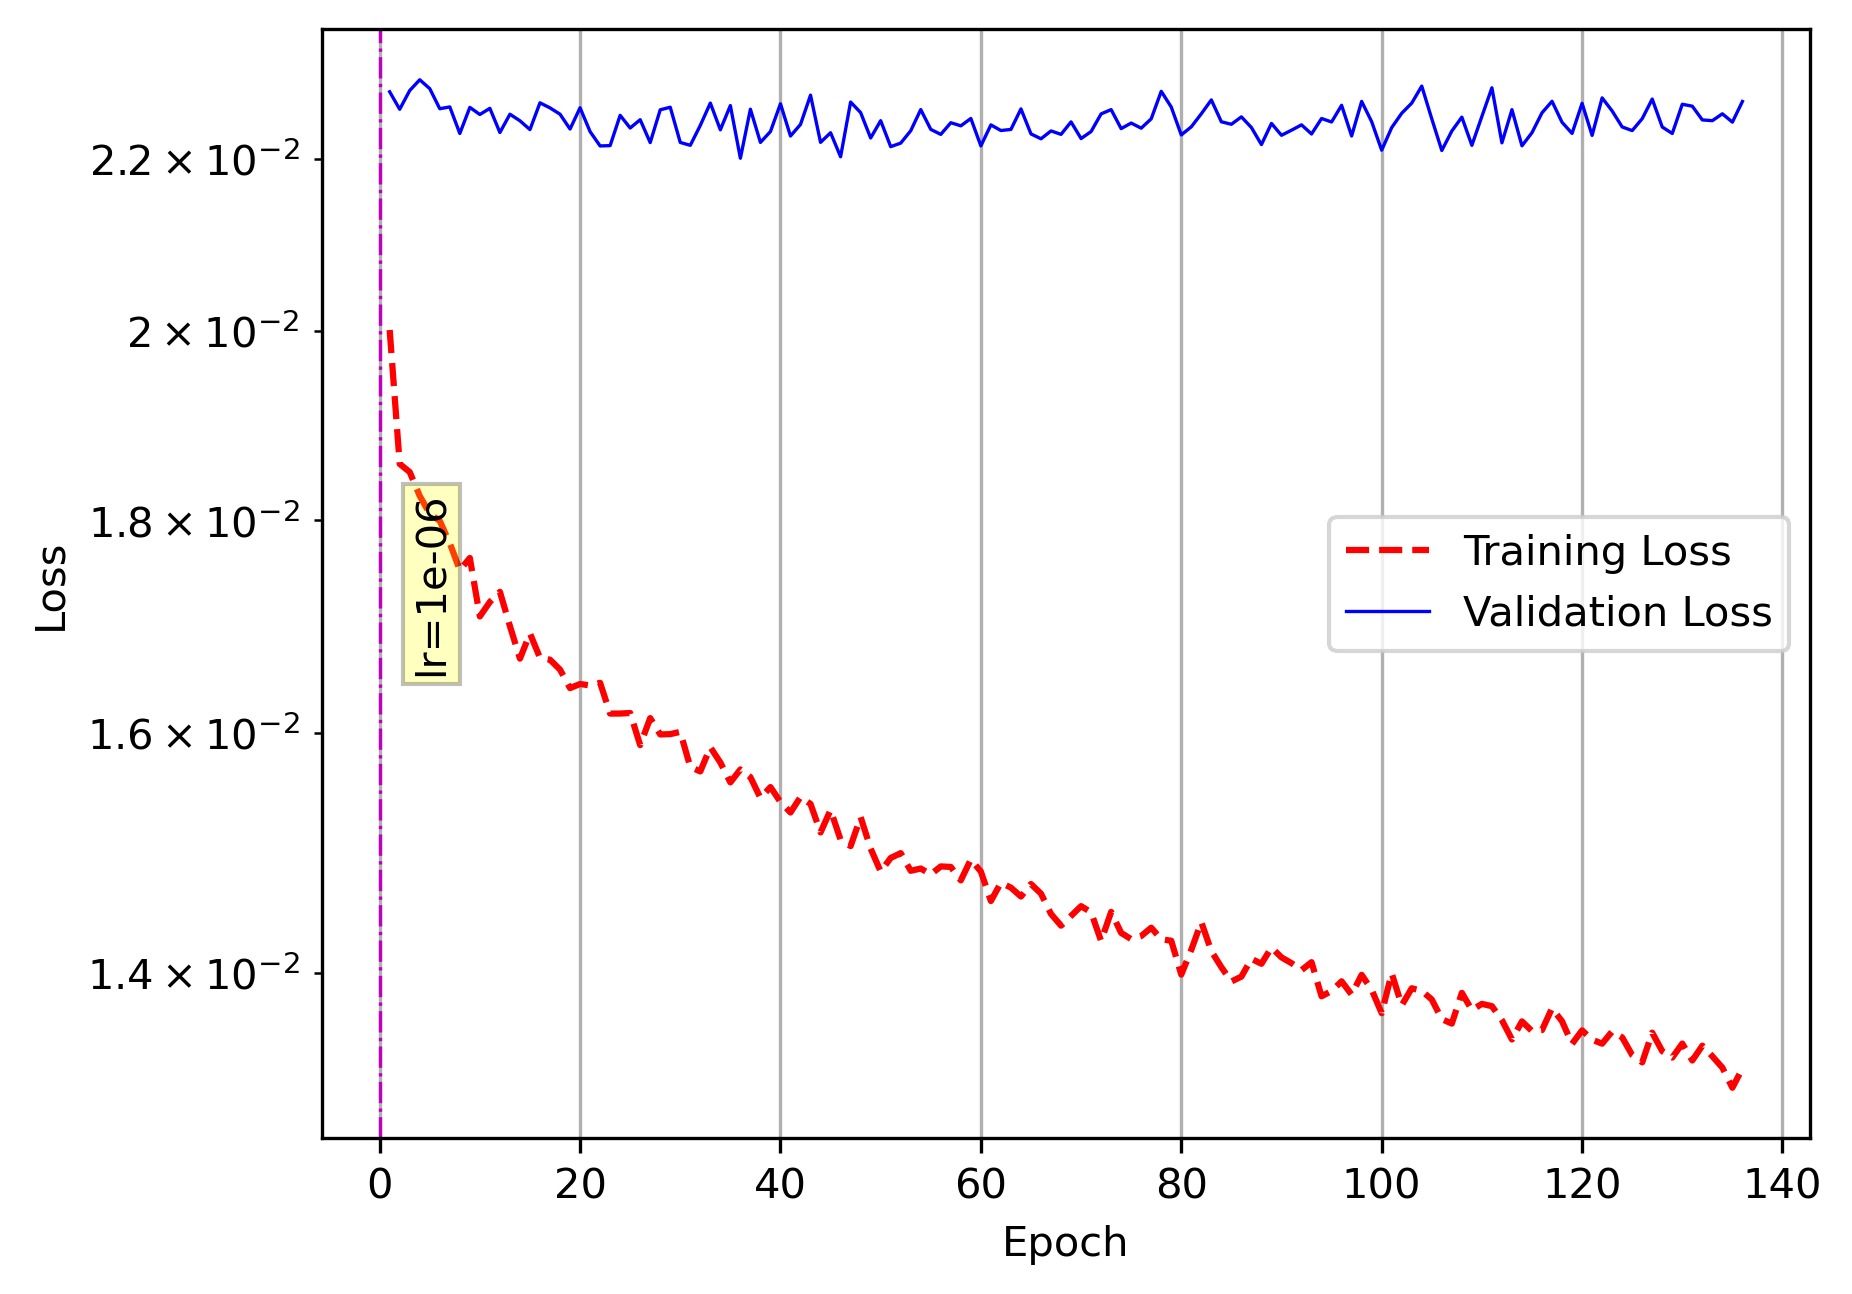 2.2 × 10⁻²
2 × 10⁻²
1.8 × 10⁻²
1.6 × 10⁻²
1.4 × 10⁻²
Loss
lr=1e-06
Training Loss
Validation Loss
0 20 40 60 80 100 120 140
Epoch